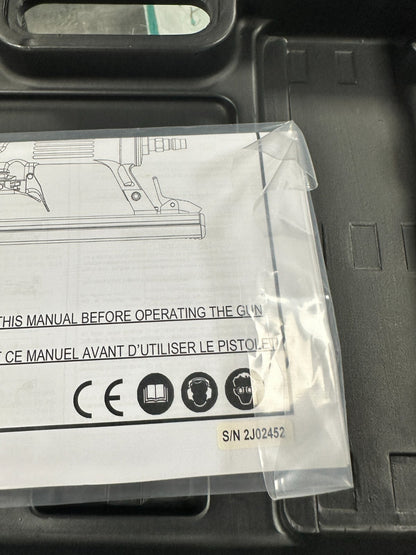 THIS MANUAL BEFORE OPERATING THE GUN
CE MANUEL AVANT D'UTILISER LE PISTOLET
CE
S/N 2J02452